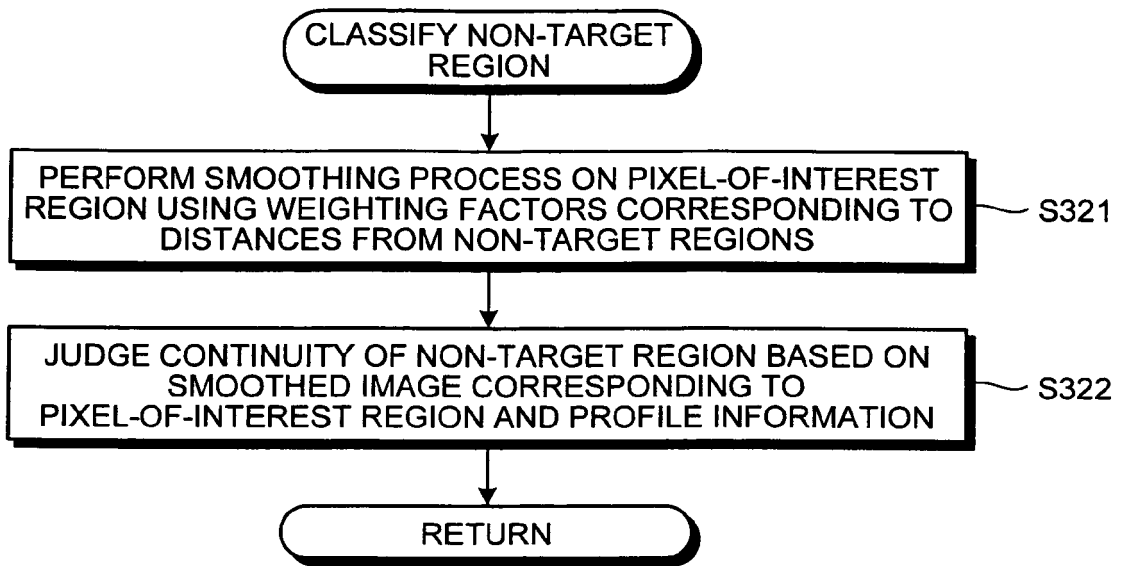 CLASSIFY NON-TARGET
REGION
PERFORM SMOOTHING PROCESS ON PIXEL-OF-INTEREST
REGION USING WEIGHTING FACTORS CORRESPONDING TO
DISTANCES FROM NON-TARGET REGIONS
S321
JUDGE CONTINUITY OF NON-TARGET REGION BASED ON
SMOOTHED IMAGE CORRESPONDING TO
PIXEL-OF-INTEREST REGION AND PROFILE INFORMATION
S322
RETURN